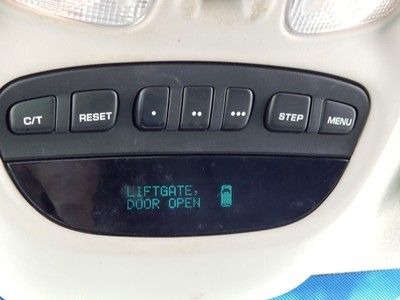 C/T RESET • •• ••• STEP MENU
LIFTGATE,
DOOR OPEN